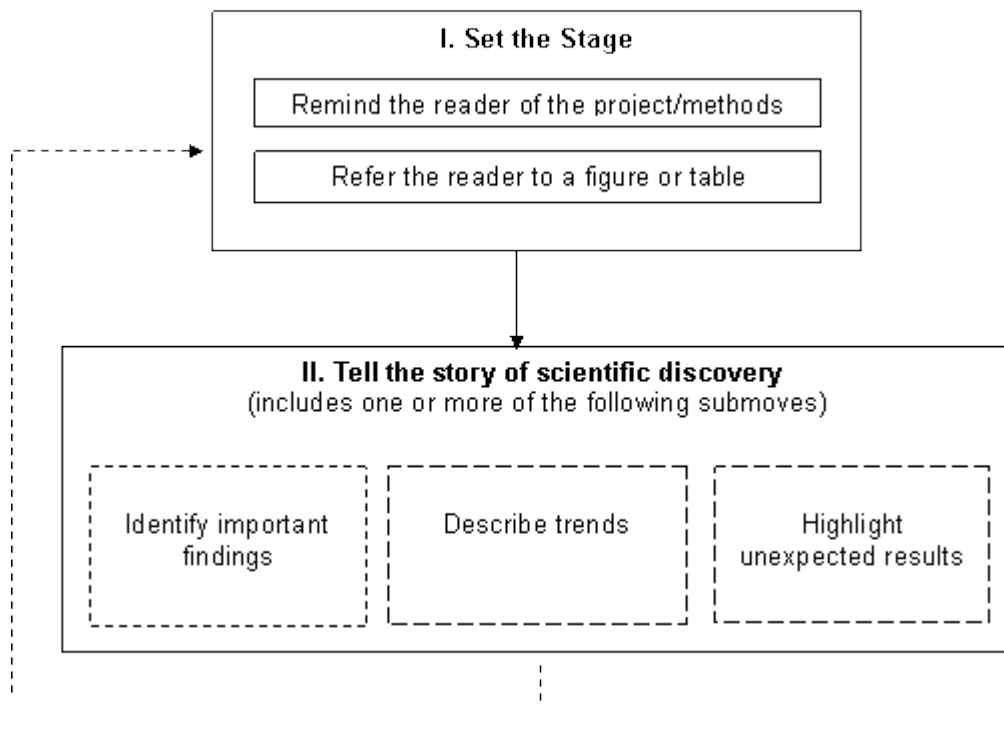 I. Set the Stage
Remind the reader of the project/methods
Refer the reader to a figure or table
II. Tell the story of scientific discovery
(includes one or more of the following submoves)
Identify important
findings
Describe trends
Highlight
unexpected results